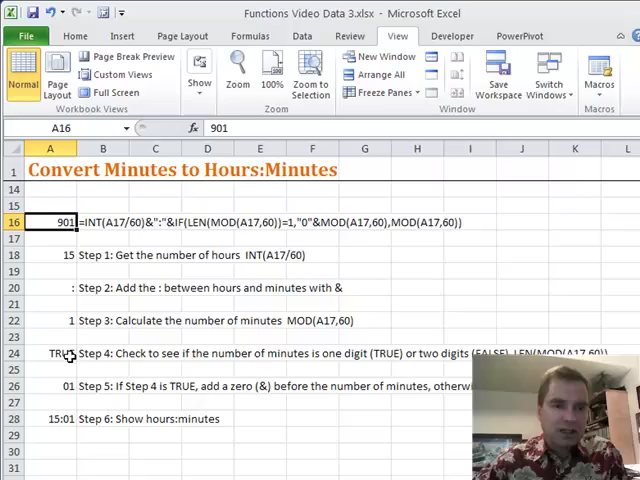 Functions Video Data 3.xlsx - Microsoft Excel
File Home Insert Page Layout Formulas Data Review View Developer PowerPivot
Normal Page Layout Page Break Preview Custom Views Full Screen Show Zoom 100% Zoom to Selection New Window Arrange All Freeze Panes Save Workspace Switch Windows Macros
Workbook Views Zoom Window Macros
A16 fx 901
A B C D E F G H I J K L
1 Convert Minutes to Hours:Minutes
14
15
16 901 =INT(A17/60)&":"&IF(LEN(MOD(A17,60))=1,"0"&MOD(A17,60),MOD(A17,60))
17
18 15 Step 1: Get the number of hours INT(A17/60)
19
20 : Step 2: Add the : between hours and minutes with &
21
22 1 Step 3: Calculate the number of minutes MOD(A17,60)
23
24 TRUE Step 4: Check to see if the number of minutes is one digit (TRUE) or two digits (FALSE) LEN(MOD(A17,60))
25
26 01 Step 5: If Step 4 is TRUE, add a zero (&) before the number of minutes,
27
28 15:01 Step 6: Show hours:minutes
29
30
31